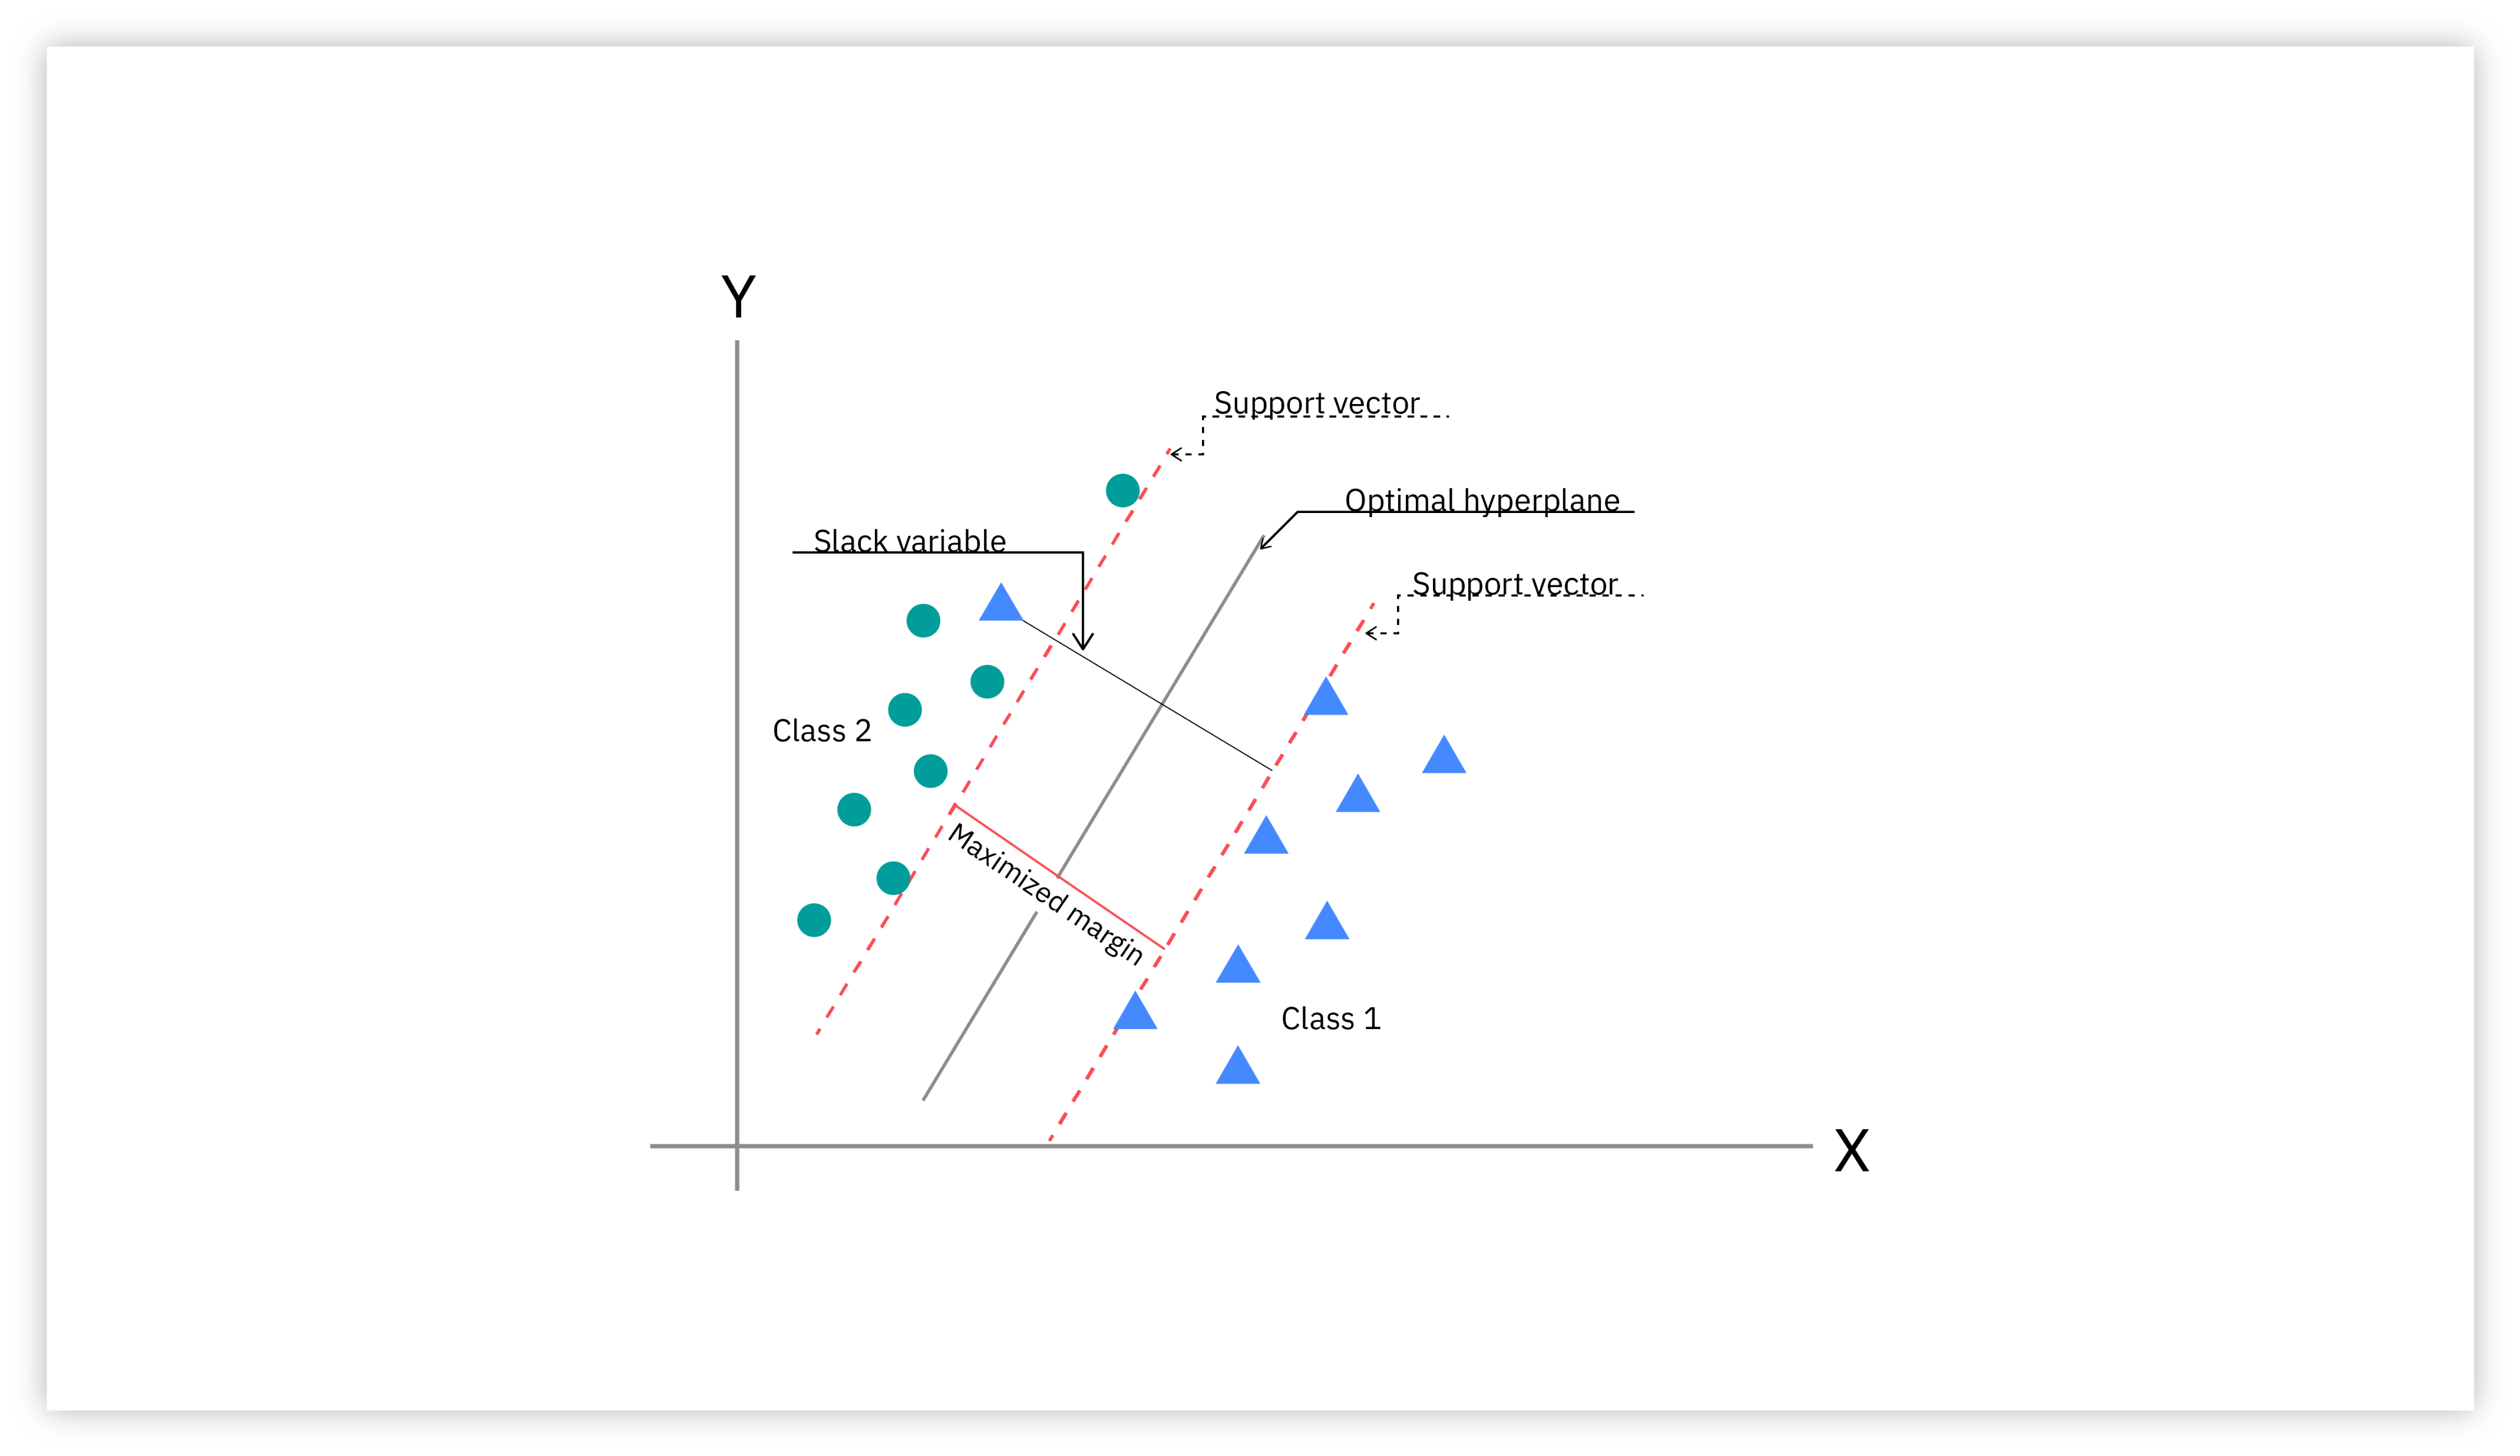 Y
Support vector
Optimal hyperplane
Slack variable
Support vector
Class 2
Maximized margin
Class 1
X